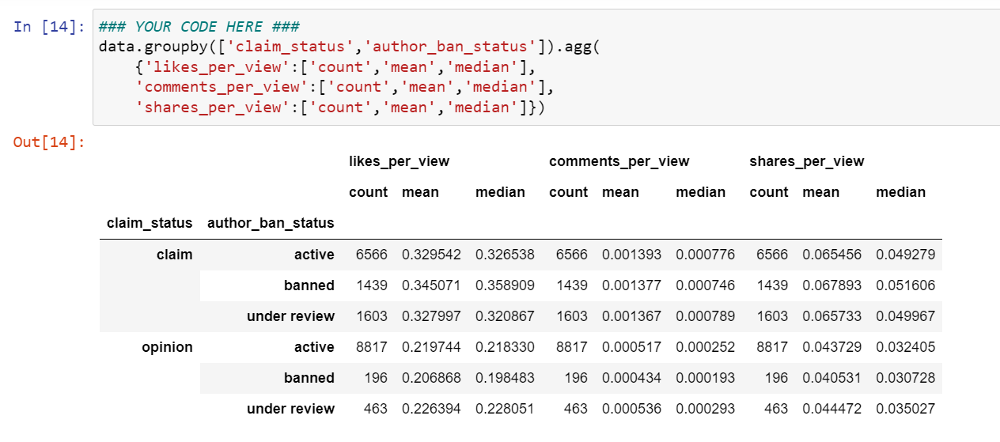 In [14]: ### YOUR CODE HERE ###
data.groupby(['claim_status','author_ban_status']).agg(
{'likes_per_view':['count','mean','median'],
'comments_per_view':['count','mean','median'],
'shares_per_view':['count','mean','median']})
Out[14]:
likes_per_view comments_per_view shares_per_view
count mean median count mean median count mean median
claim_status author_ban_status
claim active 6566 0.329542 0.326538 6566 0.001393 0.000776 6566 0.065456 0.049279
banned 1439 0.345071 0.358909 1439 0.001377 0.000746 1439 0.067893 0.051606
under review 1603 0.327997 0.320867 1603 0.001367 0.000789 1603 0.065733 0.049967
opinion active 8817 0.219744 0.218330 8817 0.000517 0.000252 8817 0.043729 0.032405
banned 196 0.206868 0.198483 196 0.000434 0.000193 196 0.040531 0.030728
under review 463 0.226394 0.228051 463 0.000536 0.000293 463 0.044472 0.035027